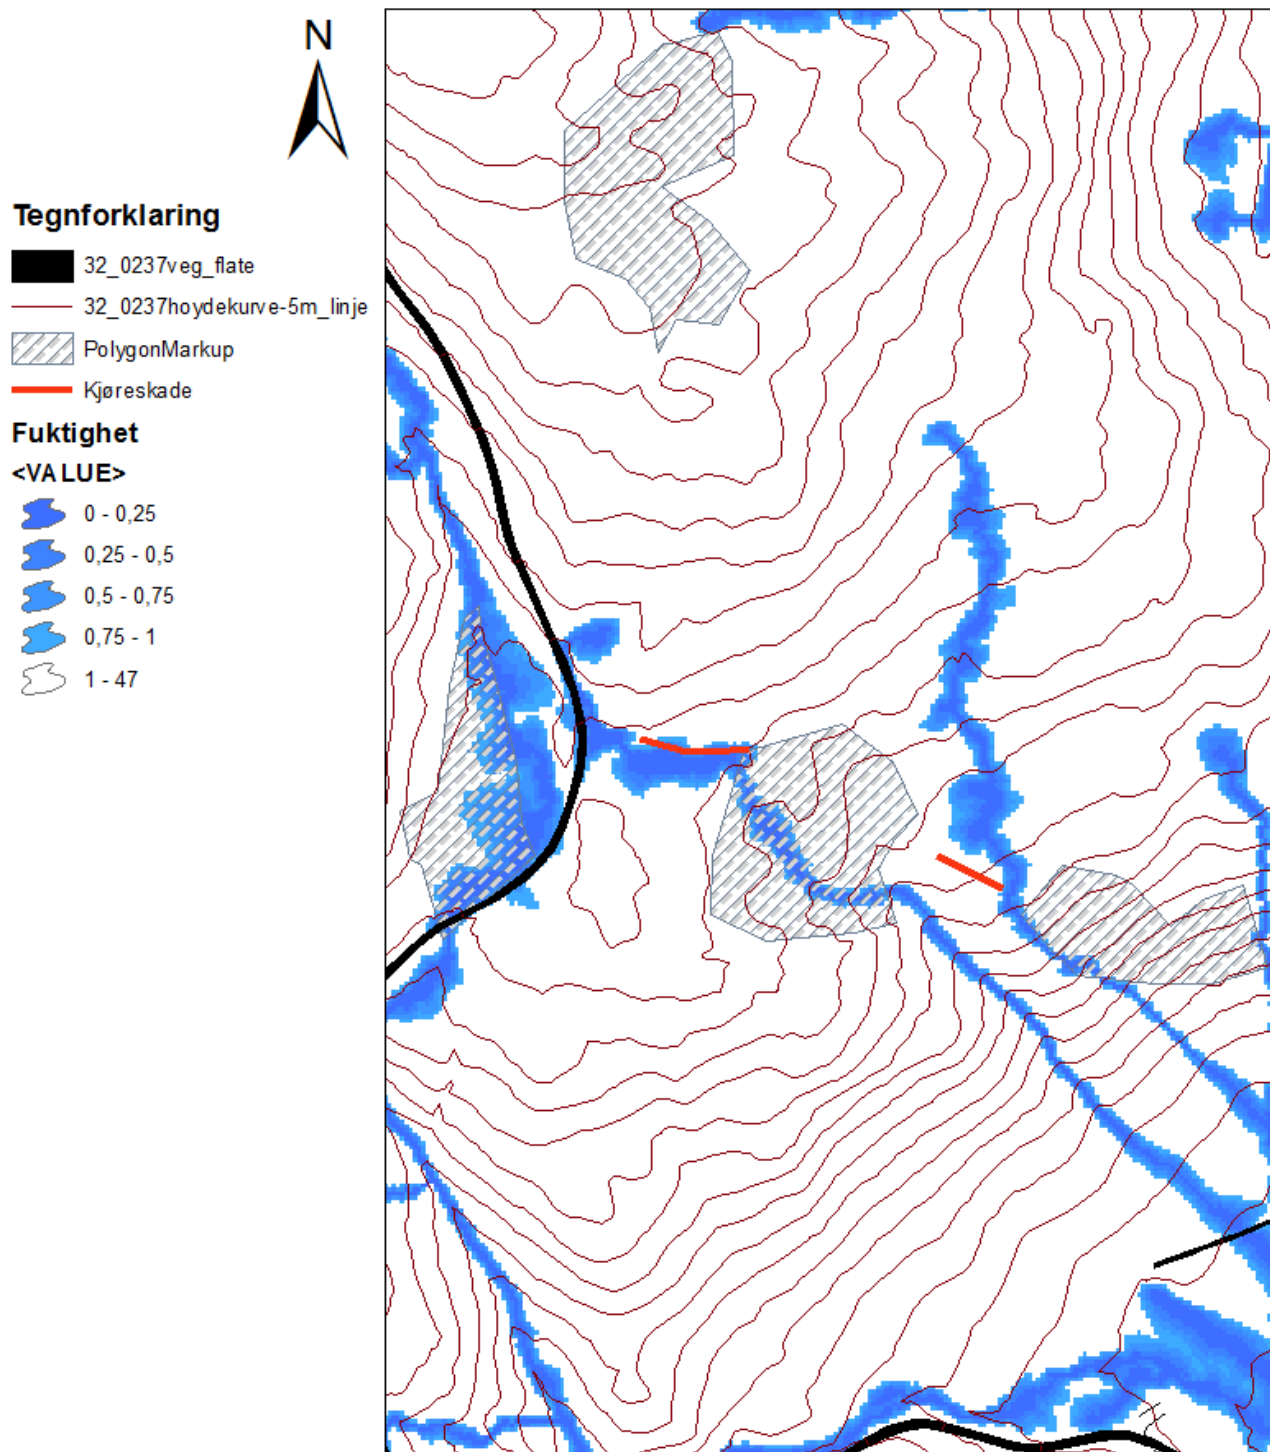 N
Tegnforklaring
32_0237veg_flate
32_0237hoydekurve-5m_linje
PolygonMarkup
Kjøreskade
Fuktighet
<VALUE>
0 - 0,25
0,25 - 0,5
0,5 - 0,75
0,75 - 1
1 - 47